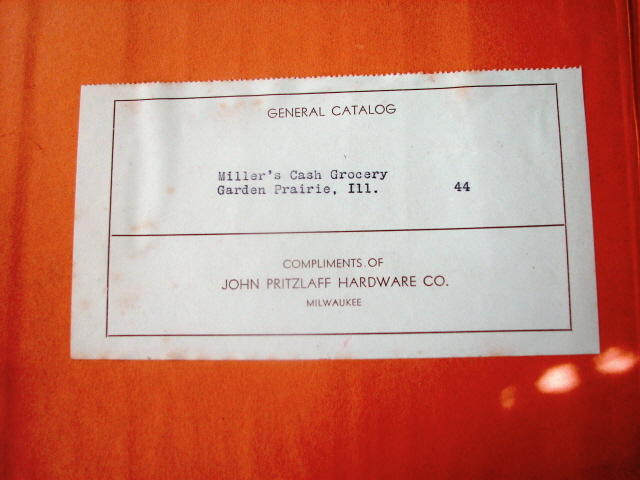 GENERAL CATALOG
Miller's Cash Grocery
Garden Prairie, Ill. 44
COMPLIMENTS OF
JOHN PRITZLAFF HARDWARE CO.
MILWAUKEE